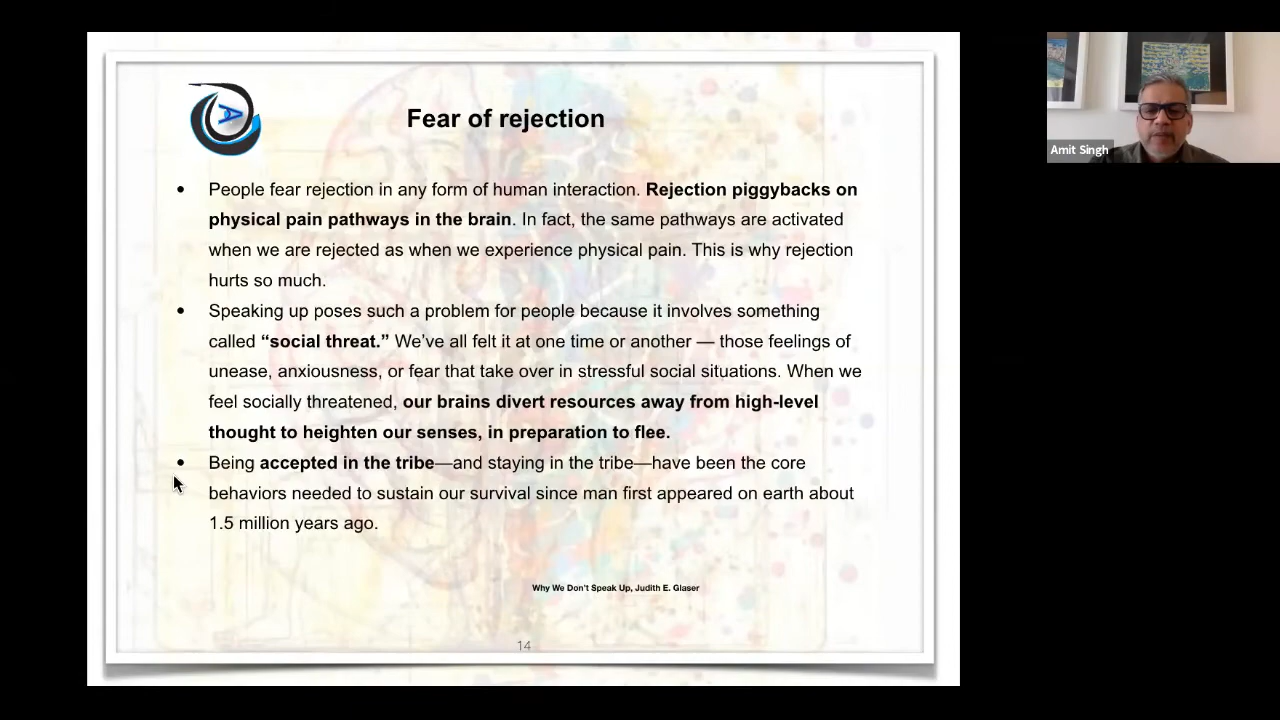 Fear of rejection
• People fear rejection in any form of human interaction. Rejection piggybacks on
physical pain pathways in the brain. In fact, the same pathways are activated
when we are rejected as when we experience physical pain. This is why rejection
hurts so much.
• Speaking up poses such a problem for people because it involves something
called “social threat.” We’ve all felt it at one time or another — those feelings of
unease, anxiousness, or fear that take over in stressful social situations. When we
feel socially threatened, our brains divert resources away from high-level
thought to heighten our senses, in preparation to flee.
• Being accepted in the tribe—and staying in the tribe—have been the core
behaviors needed to sustain our survival since man first appeared on earth about
1.5 million years ago.
Why We Don't Speak Up, Judith E. Glaser
14
Amit Singh